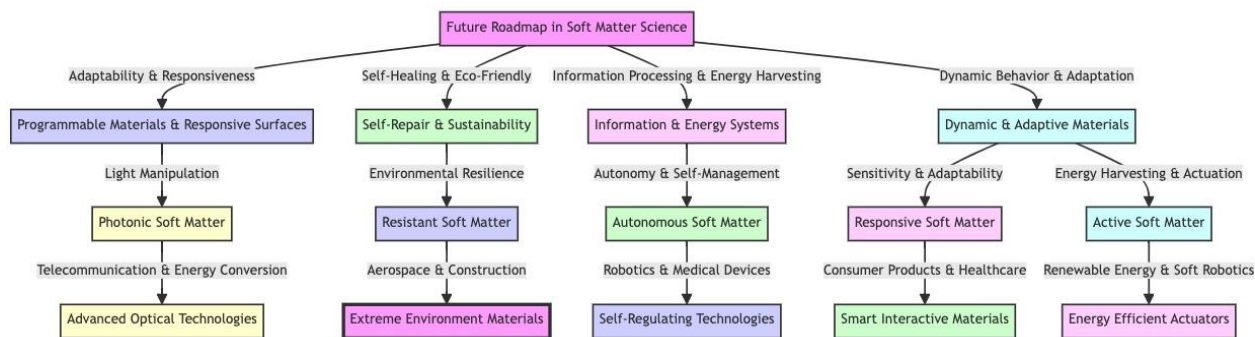 Future Roadmap in Soft Matter Science
Adaptability & Responsiveness
Self-Healing & Eco-Friendly
Information Processing & Energy Harvesting
Dynamic Behavior & Adaptation
Programmable Materials & Responsive Surfaces
Self-Repair & Sustainability
Information & Energy Systems
Dynamic & Adaptive Materials
Light Manipulation
Environmental Resilience
Autonomy & Self-Management
Sensitivity & Adaptability
Energy Harvesting & Actuation
Photonic Soft Matter
Resistant Soft Matter
Autonomous Soft Matter
Responsive Soft Matter
Active Soft Matter
Telecommunication & Energy Conversion
Aerospace & Construction
Robotics & Medical Devices
Consumer Products & Healthcare
Renewable Energy & Soft Robotics
Advanced Optical Technologies
Extreme Environment Materials
Self-Regulating Technologies
Smart Interactive Materials
Energy Efficient Actuators